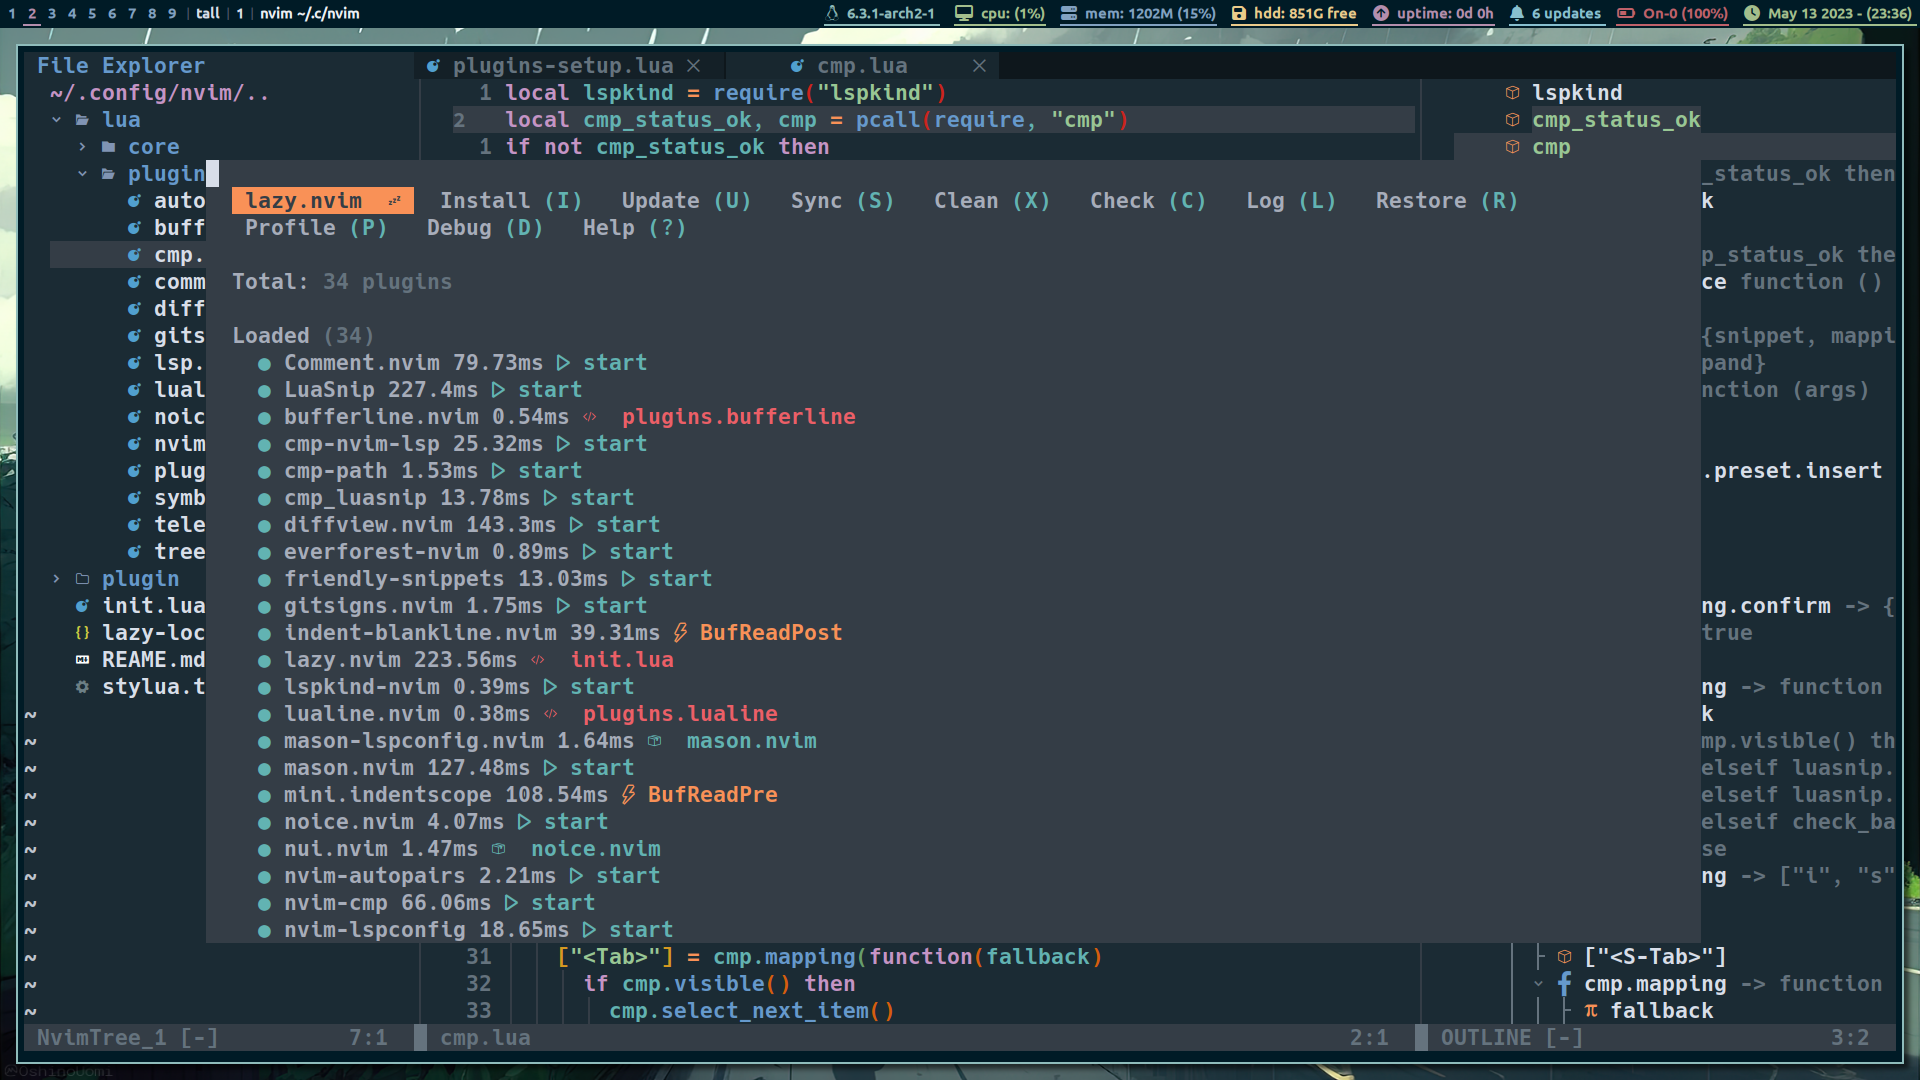 1 2 3 4 5 6 7 8 9 | tall | 1 | nvim ~/.c/nvim
6.3.1-arch2-1 cpu: (1%) mem: 1202M (15%) hdd: 851G free uptime: 0d 0h 6 updates On-0 (100%) May 13 2023 - (23:36)
File Explorer
~/.config/nvim/..
lua
core
plugin
auto
buff
cmp.
comm
diff
gits
lsp.
lual
noic
nvim
plug
symb
tele
tree
plugin
init.lua
lazy-loc
REAME.md
stylua.t
~
~
~
~
~
~
~
~
~
~
~
~
plugins-setup.lua
cmp.lua
1 local lspkind = require("lspkind")
2 local cmp_status_ok, cmp = pcall(require, "cmp")
1 if not cmp_status_ok then
lazy.nvim zzz Install (I) Update (U) Sync (S) Clean (X) Check (C) Log (L) Restore (R)
Profile (P) Debug (D) Help (?)
Total: 34 plugins
Loaded (34)
● Comment.nvim 79.73ms start
● LuaSnip 227.4ms start
● bufferline.nvim 0.54ms plugins.bufferline
● cmp-nvim-lsp 25.32ms start
● cmp-path 1.53ms start
● cmp_luasnip 13.78ms start
● diffview.nvim 143.3ms start
● everforest-nvim 0.89ms start
● friendly-snippets 13.03ms start
● gitsigns.nvim 1.75ms start
● indent-blankline.nvim 39.31ms BufReadPost
● lazy.nvim 223.56ms init.lua
● lspkind-nvim 0.39ms start
● lualine.nvim 0.38ms plugins.lualine
● mason-lspconfig.nvim 1.64ms mason.nvim
● mason.nvim 127.48ms start
● mini.indentscope 108.54ms BufReadPre
● noice.nvim 4.07ms start
● nui.nvim 1.47ms noice.nvim
● nvim-autopairs 2.21ms start
● nvim-cmp 66.06ms start
● nvim-lspconfig 18.65ms start
31 ["<Tab>"] = cmp.mapping(function(fallback)
32 if cmp.visible() then
33 cmp.select_next_item()
lspkind
cmp_status_ok
cmp
_status_ok then
k
p_status_ok the
ce function ()
{snippet, mappi
pand}
nction (args)
.preset.insert
ng.confirm -> {
true
ng -> function
k
mp.visible() th
elseif luasnip.
elseif luasnip.
elseif check_ba
se
ng -> ["i", "s"
["<S-Tab>"]
cmp.mapping -> function
π fallback
NvimTree_1 [-] 7:1 cmp.lua 2:1 OUTLINE [-] 3:2
@OshinoUomi